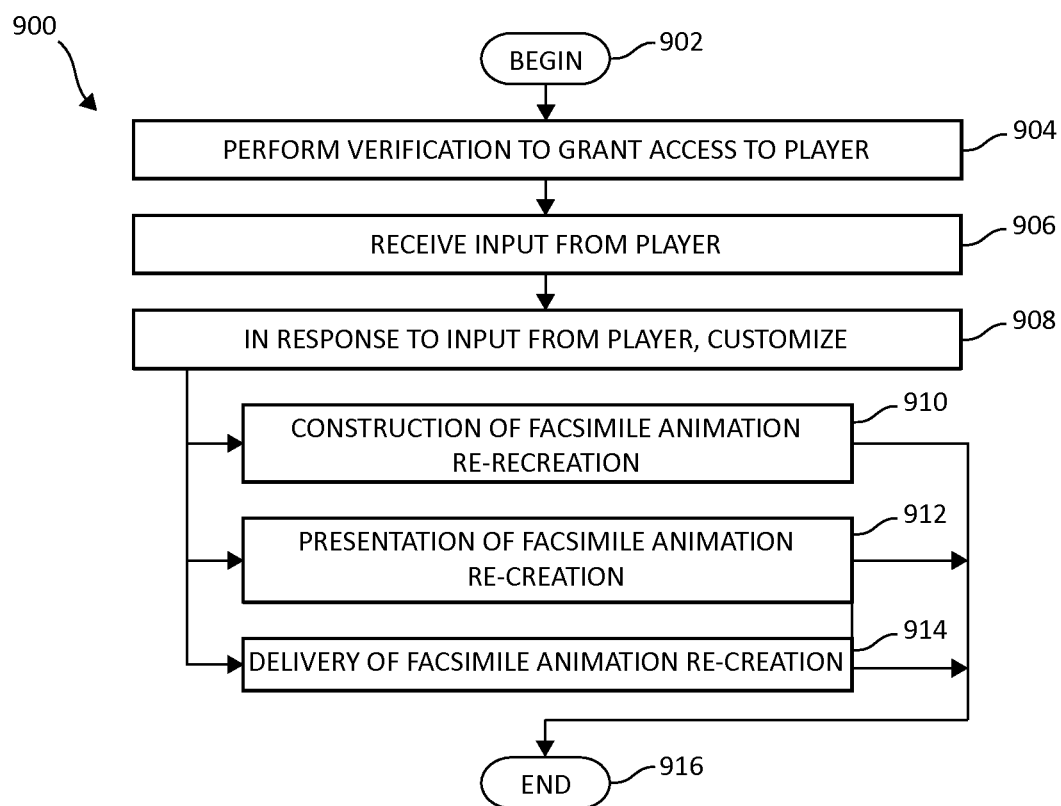 900
BEGIN
902
PERFORM VERIFICATION TO GRANT ACCESS TO PLAYER
904
RECEIVE INPUT FROM PLAYER
906
IN RESPONSE TO INPUT FROM PLAYER, CUSTOMIZE
908
CONSTRUCTION OF FACSIMILE ANIMATION
RE-RECREATION
910
PRESENTATION OF FACSIMILE ANIMATION
RE-CREATION
912
DELIVERY OF FACSIMILE ANIMATION RE-CREATION
914
END
916